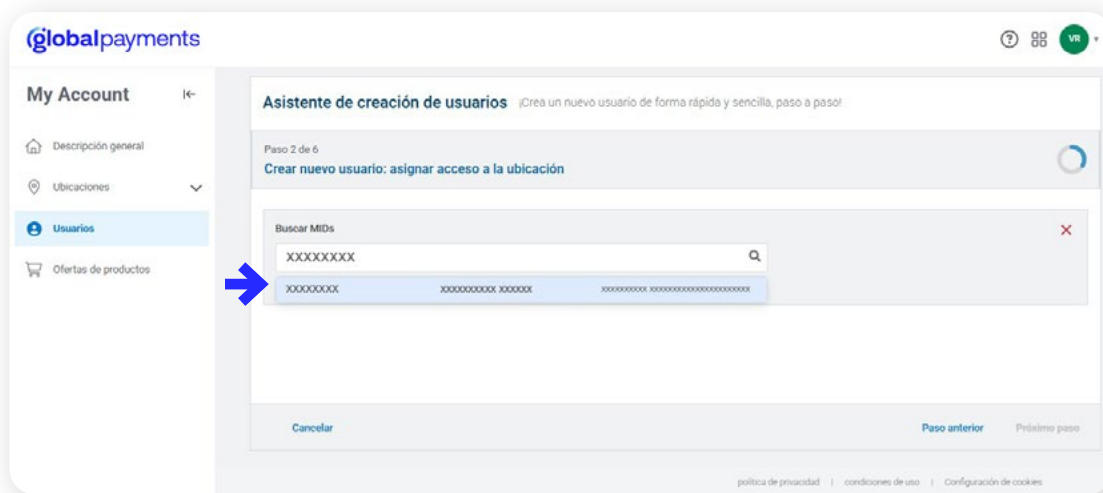 globalpayments
VR
My Account
Descripción general
Ubicaciones
Usuarios
Ofertas de productos
Asistente de creación de usuarios ¡Crea un nuevo usuario de forma rápida y sencilla, paso a paso!
Paso 2 de 6
Crear nuevo usuario: asignar acceso a la ubicación
Buscar MIDs
XXXXXXXX
XXXXXXXX XXXXXXXXXX XXXXXX XXXXXXXXXX XXXXXXXXXXXXXXXXXXXXXXX
Cancelar Paso anterior Próximo paso
política de privacidad | condiciones de uso | Configuración de cookies